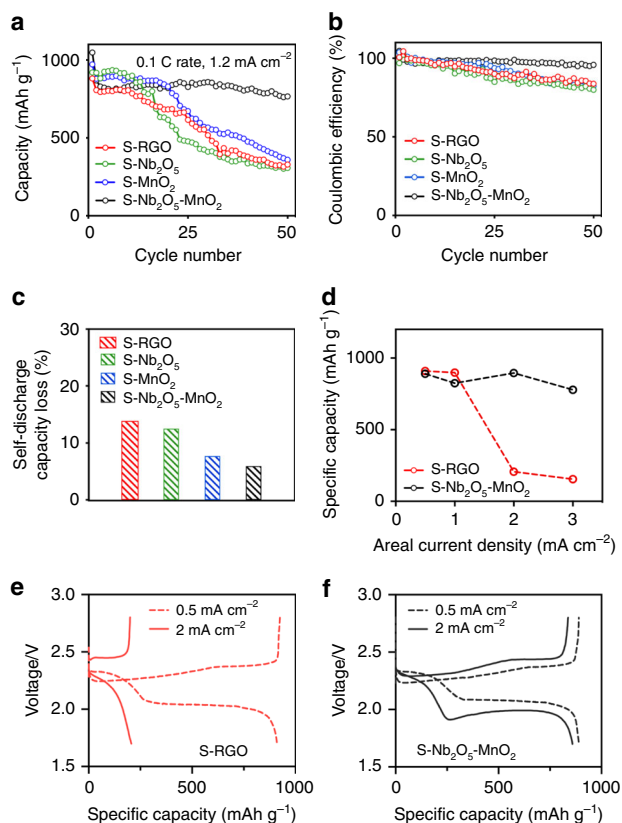 a
0.1 C rate, 1.2 mA cm⁻²
Capacity (mAh g⁻¹)
1000
500
0
S-RGO
S-Nb₂O₅
S-MnO₂
S-Nb₂O₅-MnO₂
0 25 50
Cycle number
b
Coulombic efficiency (%)
100
50
0
S-RGO
S-Nb₂O₅
S-MnO₂
S-Nb₂O₅-MnO₂
0 25 50
Cycle number
c
Self-discharge
capacity loss (%)
30
20
10
0
S-RGO
S-Nb₂O₅
S-MnO₂
S-Nb₂O₅-MnO₂
d
Specific capacity (mAh g⁻¹)
1000
500
0
S-RGO
S-Nb₂O₅-MnO₂
0 1 2 3
Areal current density (mA cm⁻²)
e
Voltage/V
3.0
2.5
2.0
1.5
0.5 mA cm⁻²
2 mA cm⁻²
S-RGO
0 250 500 1000
Specific capacity (mAh g⁻¹)
f
Voltage/V
3.0
2.5
2.0
1.5
0.5 mA cm⁻²
2 mA cm⁻²
S-Nb₂O₅-MnO₂
0 250 500 1000
Specific capacity (mAh g⁻¹)